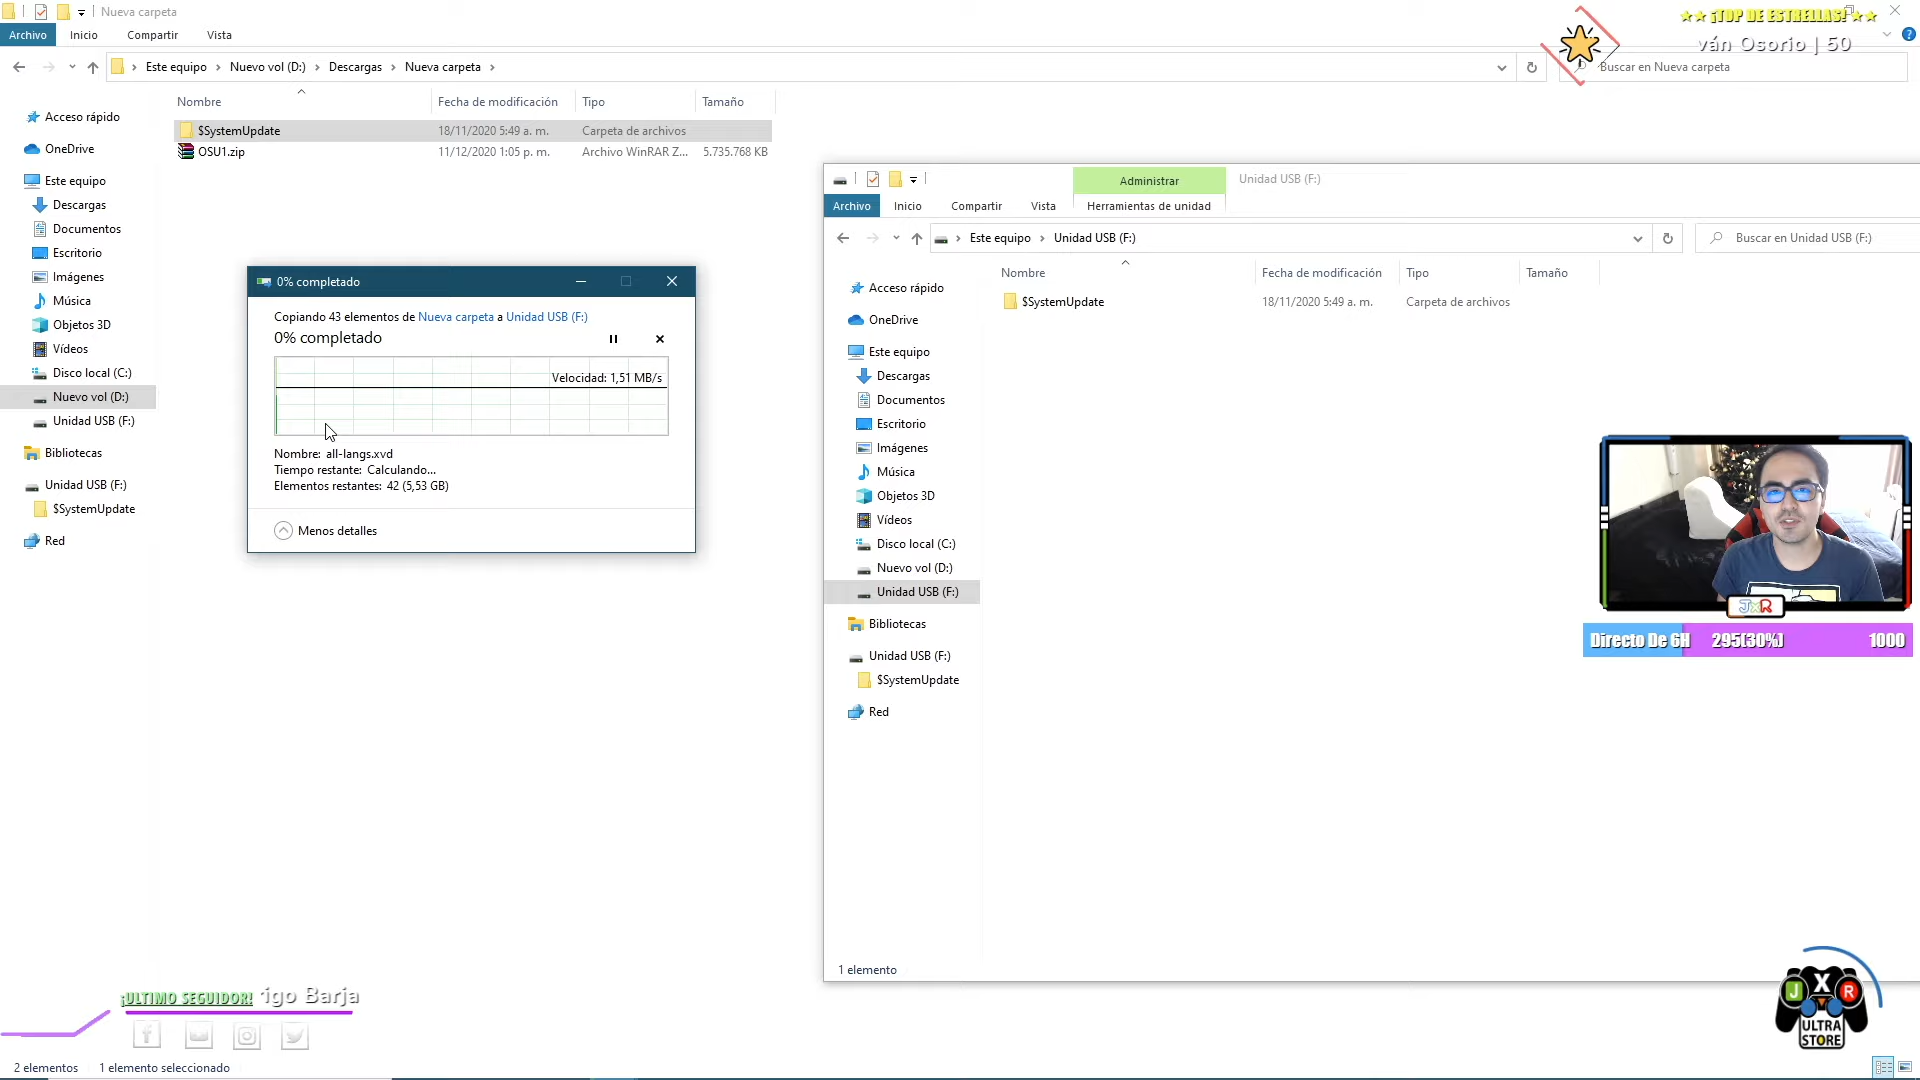 Nueva carpeta
Archivo Inicio Compartir Vista
Este equipo Nuevo vol (D:) Descargas Nueva carpeta
Buscar en Nueva carpeta
★★ ¡TOP DE ESTRELLAS! ★★
ván Osorio | 50
Nombre Fecha de modificación Tipo Tamaño
$SystemUpdate 18/11/2020 5:49 a. m. Carpeta de archivos
OSU1.zip 11/12/2020 1:05 p. m. Archivo WinRAR Z... 5.735.768 KB
Acceso rápido
OneDrive
Este equipo
Descargas
Documentos
Escritorio
Imágenes
Música
Objetos 3D
Vídeos
Disco local (C:)
Nuevo vol (D:)
Unidad USB (F:)
Bibliotecas
Unidad USB (F:)
$SystemUpdate
Red
0% completado
Copiando 43 elementos de Nueva carpeta a Unidad USB (F:)
0% completado
Velocidad: 1,51 MB/s
Nombre: all-langs.xvd
Tiempo restante: Calculando...
Elementos restantes: 42 (5,53 GB)
Menos detalles
Administrar Unidad USB (F:)
Archivo Inicio Compartir Vista Herramientas de unidad
Este equipo Unidad USB (F:)
Buscar en Unidad USB (F:)
Nombre Fecha de modificación Tipo Tamaño
$SystemUpdate 18/11/2020 5:49 a. m. Carpeta de archivos
Acceso rápido
OneDrive
Este equipo
Descargas
Documentos
Escritorio
Imágenes
Música
Objetos 3D
Vídeos
Disco local (C:)
Nuevo vol (D:)
Unidad USB (F:)
Bibliotecas
Unidad USB (F:)
$SystemUpdate
Red
1 elemento
JxR
Directo De 6H 295(30%) 1000
J X R
ULTRA
STORE
¡ULTIMO SEGUIDOR! igo Barja
2 elementos 1 elemento seleccionado